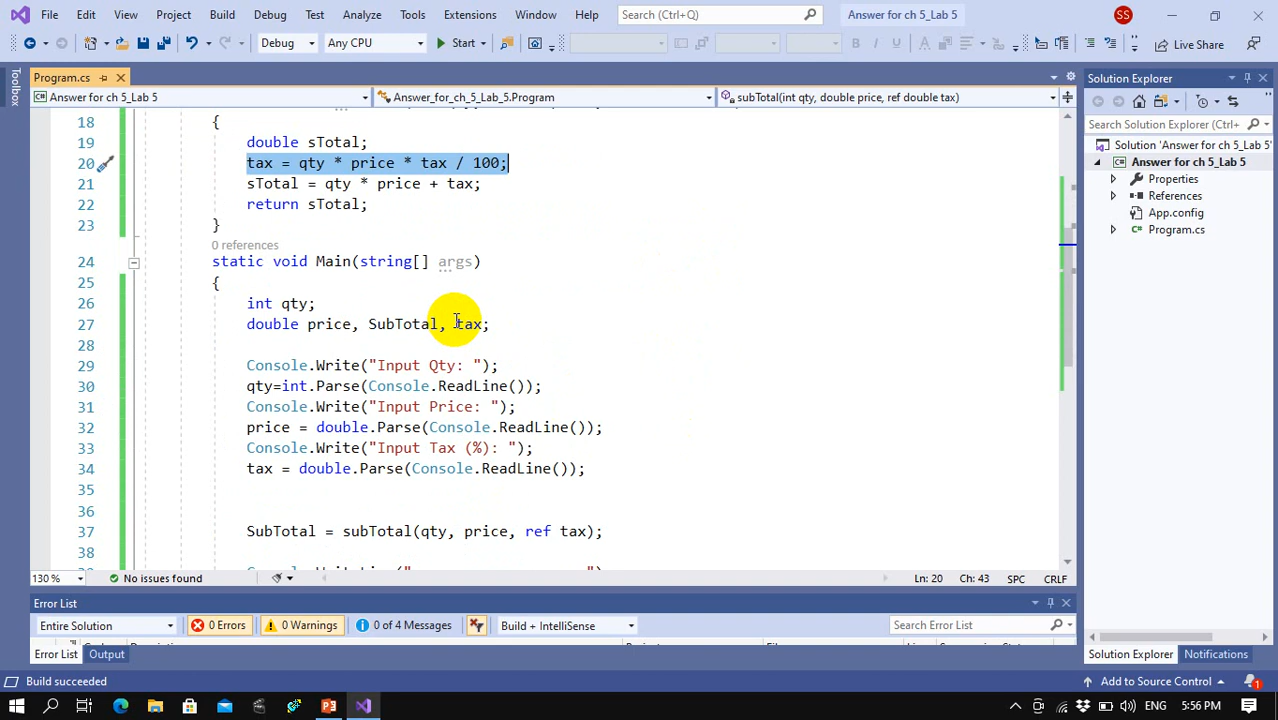 File Edit View Project Build Debug Test Analyze Tools Extensions Window Help Search (Ctrl+Q) Answer for ch 5_Lab 5 SS
Debug Any CPU Start Live Share
Toolbox
Program.cs
Answer for ch 5_Lab 5 Answer_for_ch_5_Lab_5.Program subTotal(int qty, double price, ref double tax)
18 {
19 double sTotal;
20 tax = qty * price * tax / 100;
21 sTotal = qty * price + tax;
22 return sTotal;
23 }
0 references
24 static void Main(string[] args)
25 {
26 int qty;
27 double price, SubTotal, tax;
28
29 Console.Write("Input Qty: ");
30 qty=int.Parse(Console.ReadLine());
31 Console.Write("Input Price: ");
32 price = double.Parse(Console.ReadLine());
33 Console.Write("Input Tax (%): ");
34 tax = double.Parse(Console.ReadLine());
35
36
37 SubTotal = subTotal(qty, price, ref tax);
38
130 % No issues found Ln: 20 Ch: 43 SPC CRLF
Error List
Entire Solution 0 Errors 0 Warnings 0 of 4 Messages Build + IntelliSense Search Error List
Error List Output
Solution Explorer
Search Solution Explorer (Ctrl+
Solution 'Answer for ch 5_Lab 5'
Answer for ch 5_Lab 5
Properties
References
App.config
Program.cs
Solution Explorer Notifications
Build succeeded Add to Source Control 1
ENG 5:56 PM